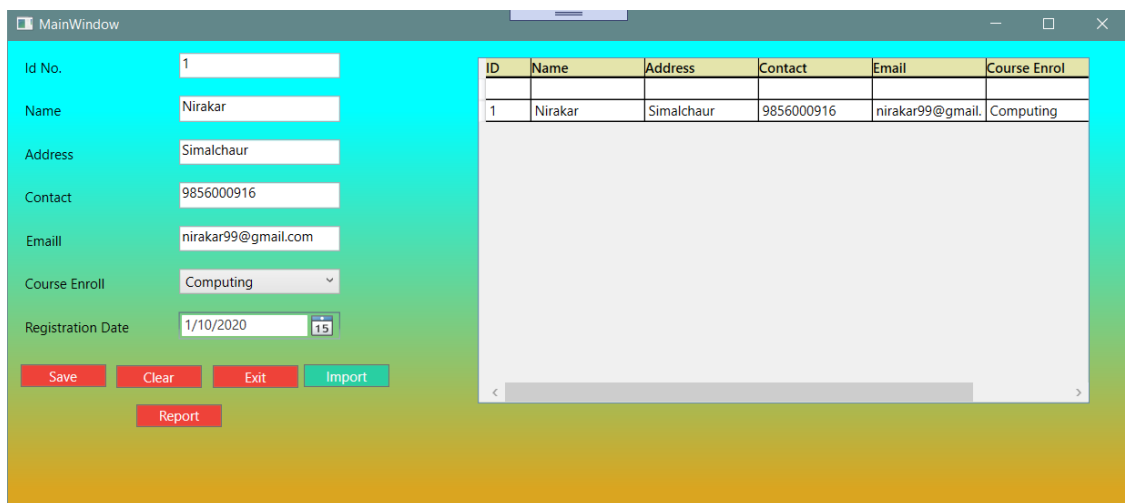 MainWindow
Id No. 1
Name Nirakar
Address Simalchaur
Contact 9856000916
Emaill nirakar99@gmail.com
Course Enroll Computing
Registration Date 1/10/2020 15
Save Clear Exit Import
Report
ID Name Address Contact Email Course Enrol
1 Nirakar Simalchaur 9856000916 nirakar99@gmail. Computing